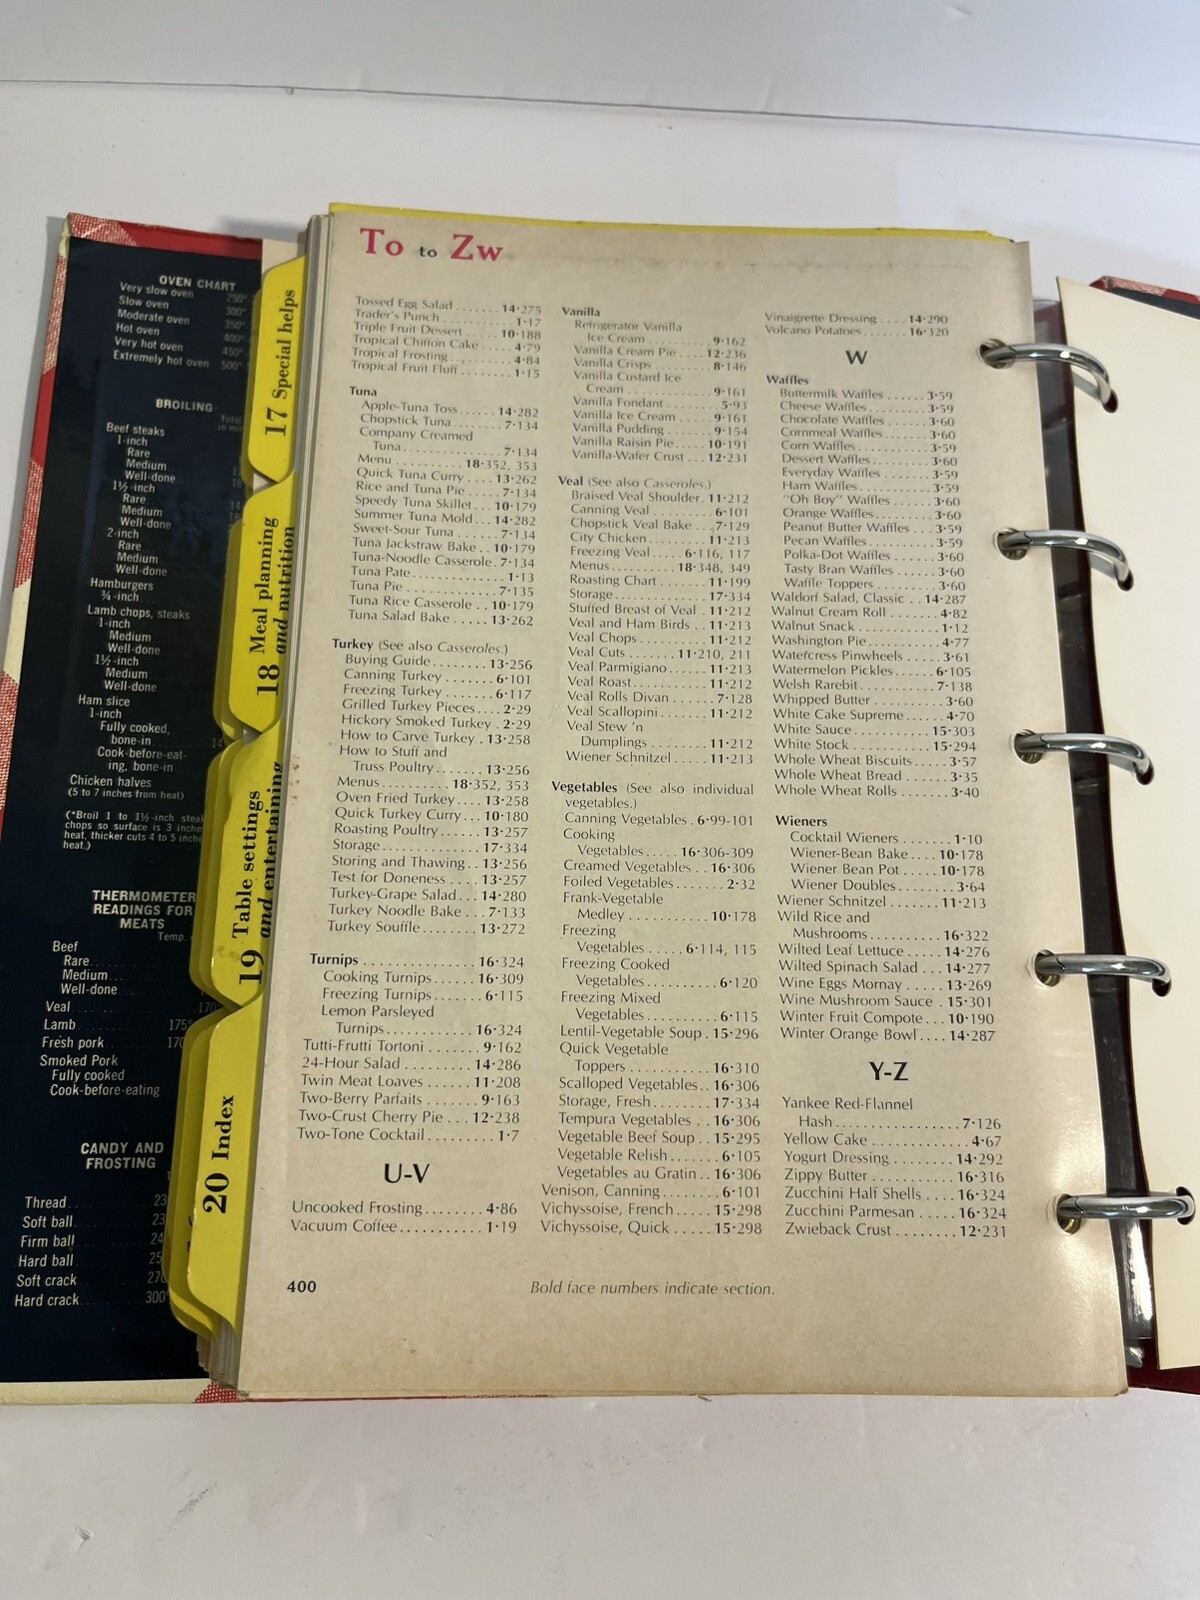 OVEN CHART
Very slow oven 250°
Slow oven 300°
Moderate oven 350°
Hot oven 400°
Very hot oven 450°
Extremely hot oven 500°
BROILING
Total
in min
Beef steaks
1-inch
Rare
Medium
Well-done
1½-inch
Rare
Medium
Well-done
2-inch
Rare
Medium
Well-done
Hamburgers
¾-inch
Lamb chops, steaks
1-inch
Medium
Well-done
1½-inch
Medium
Well-done
Ham slice
1-inch
Fully cooked,
bone-in
Cook-before-eat-
ing, bone-in
Chicken halves
(5 to 7 inches from heat)
(*Broil 1 to 1½-inch steak
chops so surface is 3 inche
heat, thicker cuts 4 to 5 inche
heat.)
THERMOMETER
READINGS FOR
MEATS
Temp.
Beef
Rare
Medium
Well-done
Veal 170°
Lamb 175°
Fresh pork 170
Smoked Pork
Fully cooked
Cook-before-eating
CANDY AND
FROSTING
Thread 23
Soft ball 23
Firm ball 24
Hard ball 25
Soft crack 270
Hard crack 300°
17 Special helps
18 Meal planning
and nutrition
19 Table settings
and entertaining
20 Index
To to Zw
Tossed Egg Salad ....... 14·275
Trader's Punch ........... 1·17
Triple Fruit Dessert ..... 10·188
Tropical Chiffon Cake .... 4·79
Tropical Frosting ......... 4·84
Tropical Fruit Fluff ....... 1·15
Tuna
Apple-Tuna Toss ...... 14·282
Chopstick Tuna ........ 7·134
Company Creamed
Tuna ............... 7·134
Menu .......... 18·352, 353
Quick Tuna Curry ..... 13·262
Rice and Tuna Pie ..... 7·134
Speedy Tuna Skillet ... 10·179
Summer Tuna Mold ... 14·282
Sweet-Sour Tuna ...... 7·134
Tuna Jackstraw Bake .. 10·179
Tuna-Noodle Casserole . 7·134
Tuna Pate ............. 1·13
Tuna Pie .............. 7·135
Tuna Rice Casserole .. 10·179
Tuna Salad Bake ...... 13·262
Turkey (See also Casseroles.)
Buying Guide ........ 13·256
Canning Turkey ....... 6·101
Freezing Turkey ....... 6·117
Grilled Turkey Pieces .... 2·29
Hickory Smoked Turkey . 2·29
How to Carve Turkey . 13·258
How to Stuff and
Truss Poultry ....... 13·256
Menus ......... 18·352, 353
Oven Fried Turkey .... 13·258
Quick Turkey Curry ... 10·180
Roasting Poultry ...... 13·257
Storage .............. 17·334
Storing and Thawing .. 13·256
Test for Doneness .... 13·257
Turkey-Grape Salad ... 14·280
Turkey Noodle Bake ... 7·133
Turkey Souffle ........ 13·272
Turnips ............... 16·324
Cooking Turnips ...... 16·309
Freezing Turnips ...... 6·115
Lemon Parsleyed
Turnips ............ 16·324
Tutti-Frutti Tortoni ....... 9·162
24-Hour Salad .......... 14·286
Twin Meat Loaves ...... 11·208
Two-Berry Parfaits ....... 9·163
Two-Crust Cherry Pie ... 12·238
Two-Tone Cocktail ......... 1·7
U-V
Uncooked Frosting ........ 4·86
Vacuum Coffee ............ 1·19
Vanilla
Refrigerator Vanilla
Ice Cream .......... 9·162
Vanilla Cream Pie .... 12·236
Vanilla Crisps ......... 8·146
Vanilla Custard Ice
Cream .............. 9·161
Vanilla Fondant ........ 5·93
Vanilla Ice Cream ..... 9·161
Vanilla Pudding ....... 9·154
Vanilla Raisin Pie ..... 10·191
Vanilla-Wafer Crust ... 12·231
Veal (See also Casseroles.)
Braised Veal Shoulder . 11·212
Canning Veal ......... 6·101
Chopstick Veal Bake ... 7·129
City Chicken ......... 11·213
Freezing Veal ..... 6·116, 117
Menus .......... 18·348, 349
Roasting Chart ....... 11·199
Storage .............. 17·334
Stuffed Breast of Veal . 11·212
Veal and Ham Birds .. 11·213
Veal Chops .......... 11·212
Veal Cuts ....... 11·210, 211
Veal Parmigiano ...... 11·213
Veal Roast ........... 11·212
Veal Rolls Divan ...... 7·128
Veal Scallopini ....... 11·212
Veal Stew 'n
Dumplings ......... 11·212
Wiener Schnitzel ..... 11·213
Vegetables (See also individual
vegetables.)
Canning Vegetables . 6·99-101
Cooking
Vegetables ..... 16·306-309
Creamed Vegetables .. 16·306
Foiled Vegetables ....... 2·32
Frank-Vegetable
Medley ............ 10·178
Freezing
Vegetables ..... 6·114, 115
Freezing Cooked
Vegetables .......... 6·120
Freezing Mixed
Vegetables .......... 6·115
Lentil-Vegetable Soup . 15·296
Quick Vegetable
Toppers ........... 16·310
Scalloped Vegetables .. 16·306
Storage, Fresh ........ 17·334
Tempura Vegetables .. 16·306
Vegetable Beef Soup .. 15·295
Vegetable Relish ....... 6·105
Vegetables au Gratin .. 16·306
Venison, Canning ........ 6·101
Vichyssoise, French ..... 15·298
Vichyssoise, Quick ..... 15·298
Vinaigrette Dressing .... 14·290
Volcano Potatoes ....... 16·320
W
Waffles
Buttermilk Waffles ...... 3·59
Cheese Waffles ......... 3·59
Chocolate Waffles ...... 3·60
Cornmeal Waffles ....... 3·60
Corn Waffles ........... 3·59
Dessert Waffles ......... 3·60
Everyday Waffles ....... 3·59
Ham Waffles ........... 3·59
"Oh Boy" Waffles ...... 3·60
Orange Waffles ......... 3·60
Peanut Butter Waffles ... 3·59
Pecan Waffles .......... 3·59
Polka-Dot Waffles ...... 3·60
Tasty Bran Waffles ...... 3·60
Waffle Toppers ......... 3·60
Waldorf Salad, Classic .. 14·287
Walnut Cream Roll ....... 4·82
Walnut Snack ............ 1·12
Washington Pie .......... 4·77
Watercress Pinwheels ..... 3·61
Watermelon Pickles ...... 6·105
Welsh Rarebit ........... 7·138
Whipped Butter .......... 3·60
White Cake Supreme ..... 4·70
White Sauce ............ 15·303
White Stock ............ 15·294
Whole Wheat Biscuits ..... 3·57
Whole Wheat Bread ...... 3·35
Whole Wheat Rolls ....... 3·40
Wieners
Cocktail Wieners ....... 1·10
Wiener-Bean Bake .... 10·178
Wiener Bean Pot ..... 10·178
Wiener Doubles ........ 3·64
Wiener Schnitzel ....... 11·213
Wild Rice and
Mushrooms .......... 16·322
Wilted Leaf Lettuce ..... 14·276
Wilted Spinach Salad ... 14·277
Wine Eggs Mornay ..... 13·269
Wine Mushroom Sauce . 15·301
Winter Fruit Compote ... 10·190
Winter Orange Bowl .... 14·287
Y-Z
Yankee Red-Flannel
Hash ................. 7·126
Yellow Cake ............. 4·67
Yogurt Dressing ........ 14·292
Zippy Butter ........... 16·316
Zucchini Half Shells .... 16·324
Zucchini Parmesan ..... 16·324
Zwieback Crust ........ 12·231
400
Bold face numbers indicate section.